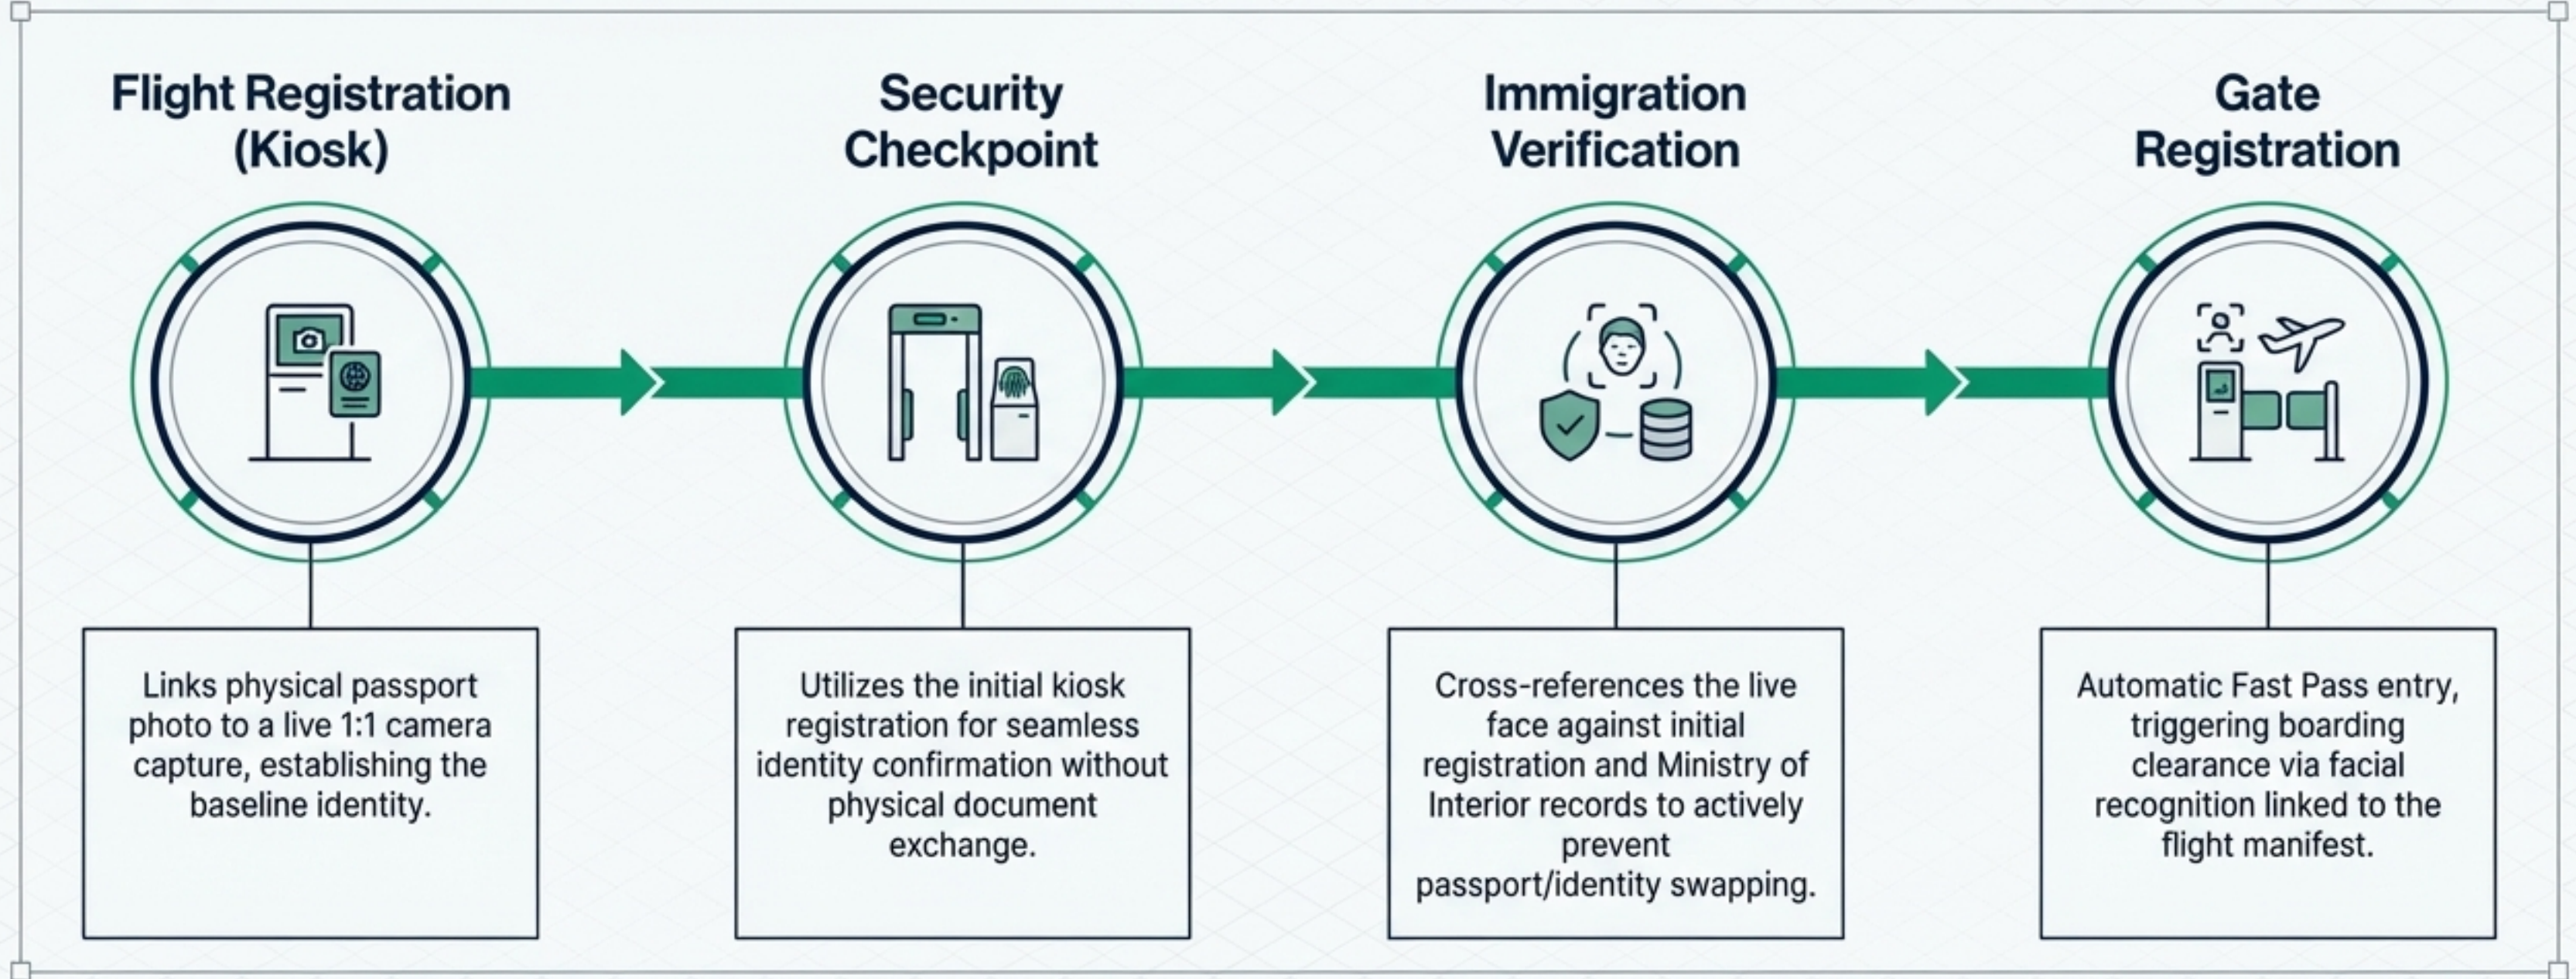 Flight Registration
(Kiosk)
Security
Checkpoint
Immigration
Verification
Gate
Registration
Links physical passport
photo to a live 1:1 camera
capture, establishing the
baseline identity.
Utilizes the initial kiosk
registration for seamless
identity confirmation without
physical document
exchange.
Cross-references the live
face against initial
registration and Ministry of
Interior records to actively
prevent
passport/identity swapping.
Automatic Fast Pass entry,
triggering boarding
clearance via facial
recognition linked to the
flight manifest.